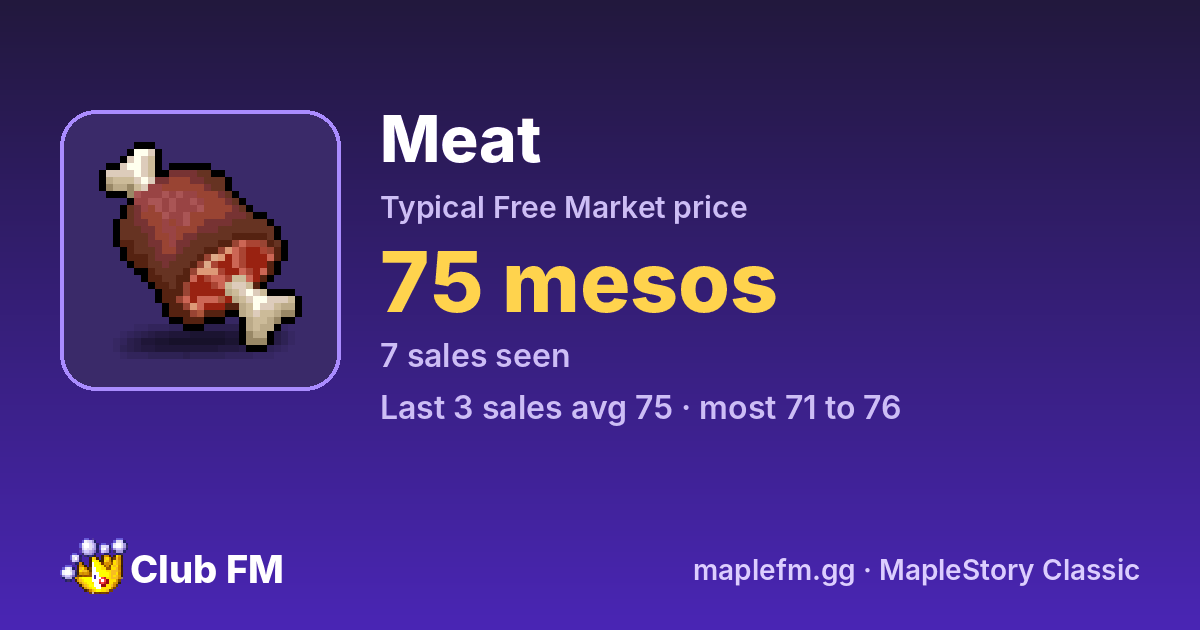 Meat
Typical Free Market price
75 mesos
7 sales seen
Last 3 sales avg 75 · most 71 to 76
Club FM
maplefm.gg · MapleStory Classic